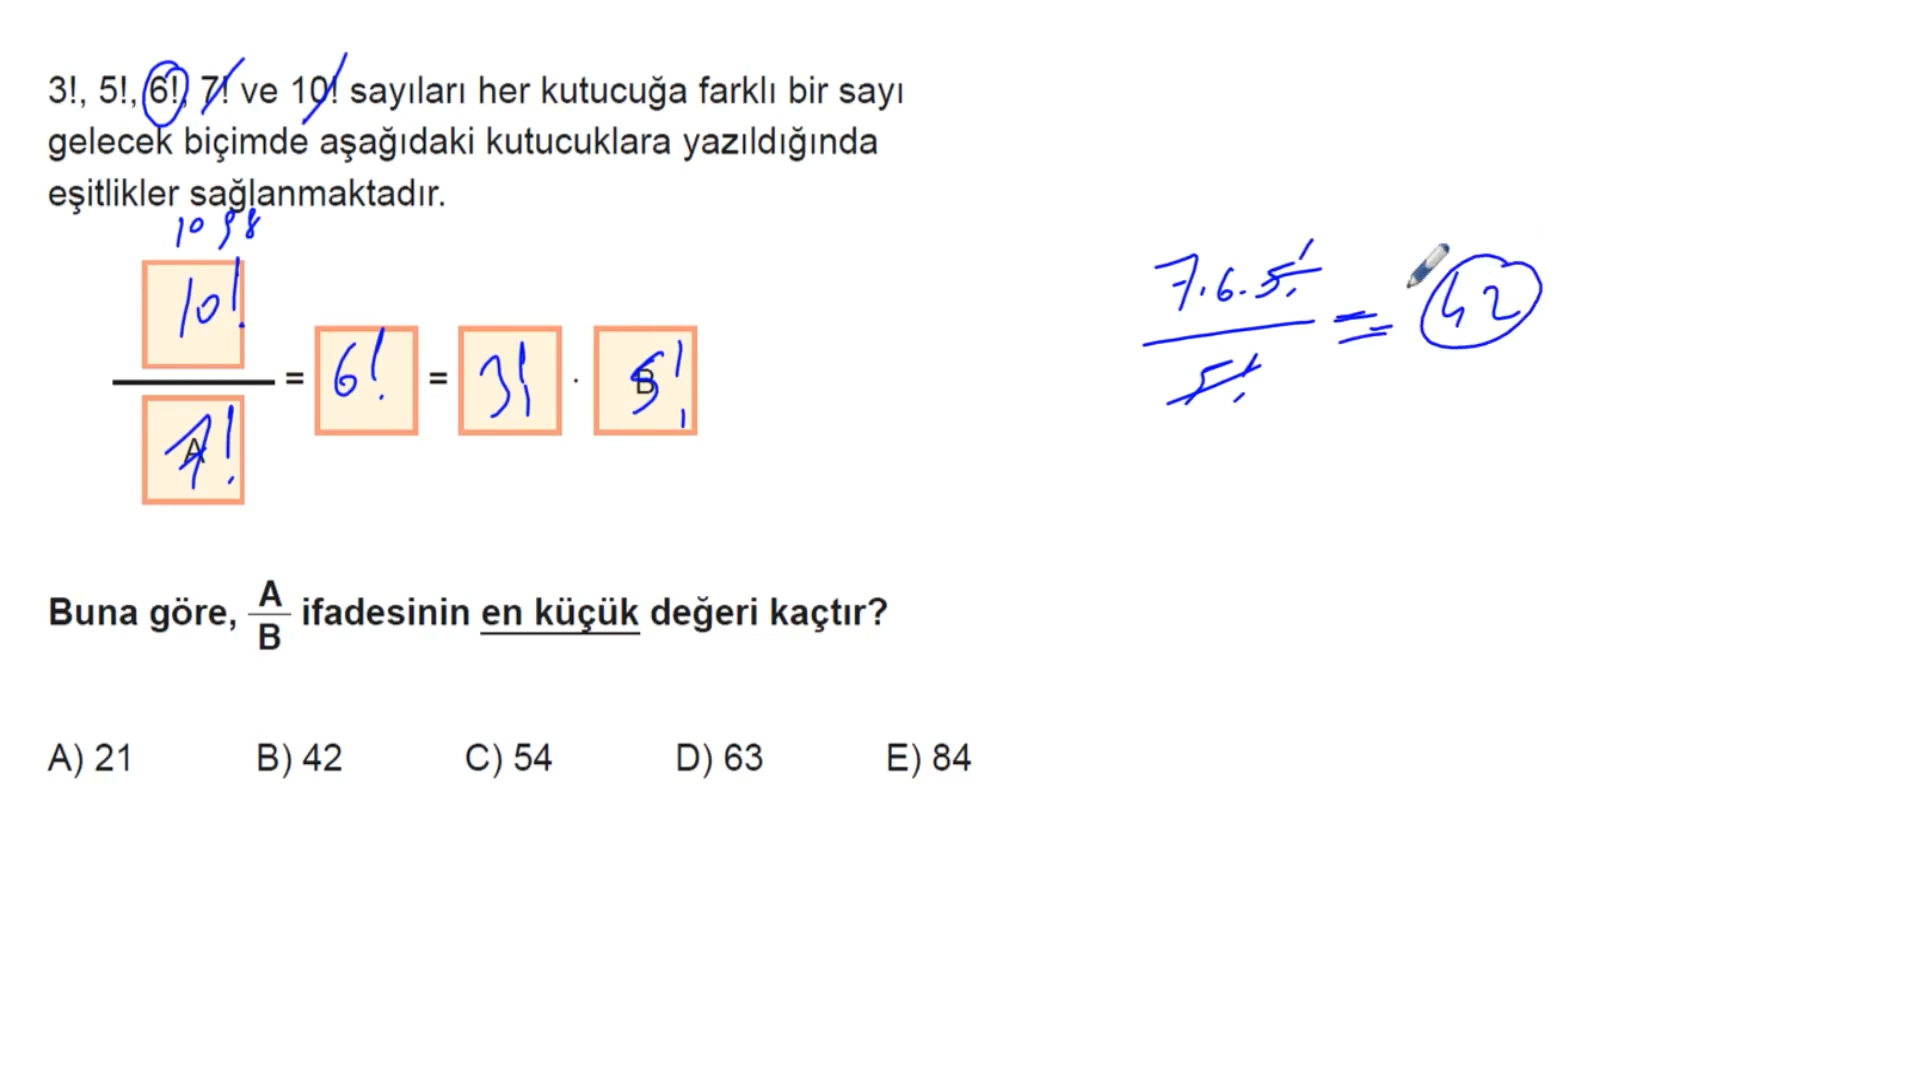 3!, 5!, 6!, 7! ve 10! sayıları her kutucuğa farklı bir sayı
gelecek biçimde aşağıdaki kutucuklara yazıldığında
eşitlikler sağlanmaktadır.
10 9 8
10!
= 6! = 3! · B 5!
A 7!
7.6.5!
= 42
5!
Buna göre, A/B ifadesinin en küçük değeri kaçtır?
A) 21 B) 42 C) 54 D) 63 E) 84